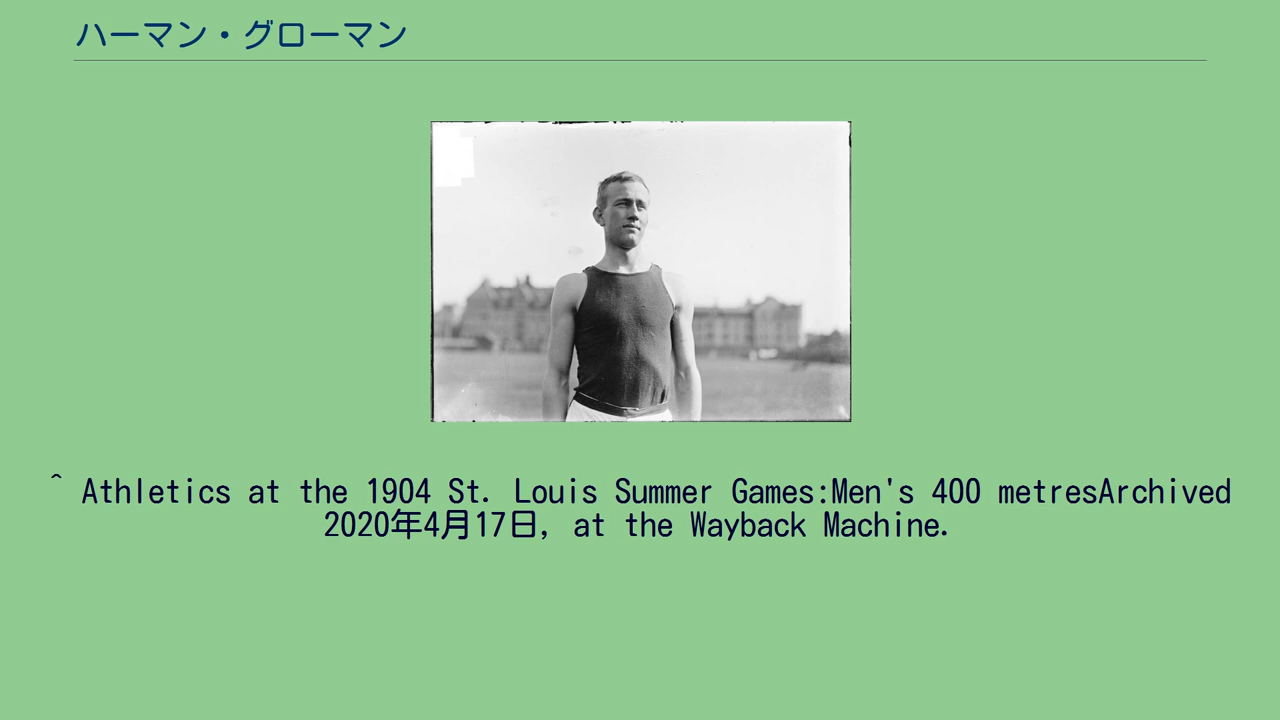 ハーマン・グローマン
^ Athletics at the 1904 St. Louis Summer Games:Men's 400 metresArchived
2020年4月17日, at the Wayback Machine.